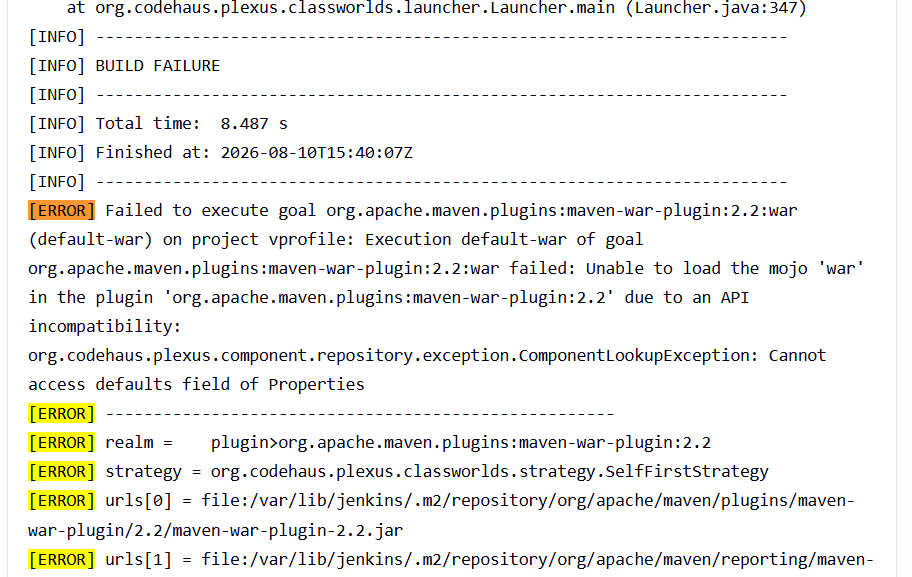 at org.codehaus.plexus.classworlds.launcher.Launcher.main (Launcher.java:347)
[INFO] ------------------------------------------------------------------------
[INFO] BUILD FAILURE
[INFO] ------------------------------------------------------------------------
[INFO] Total time:  8.487 s
[INFO] Finished at: 2026-08-10T15:40:07Z
[INFO] ------------------------------------------------------------------------
[ERROR] Failed to execute goal org.apache.maven.plugins:maven-war-plugin:2.2:war
(default-war) on project vprofile: Execution default-war of goal
org.apache.maven.plugins:maven-war-plugin:2.2:war failed: Unable to load the mojo 'war'
in the plugin 'org.apache.maven.plugins:maven-war-plugin:2.2' due to an API
incompatibility:
org.codehaus.plexus.component.repository.exception.ComponentLookupException: Cannot
access defaults field of Properties
[ERROR] -----------------------------------------------------
[ERROR] realm =    plugin>org.apache.maven.plugins:maven-war-plugin:2.2
[ERROR] strategy = org.codehaus.plexus.classworlds.strategy.SelfFirstStrategy
[ERROR] urls[0] = file:/var/lib/jenkins/.m2/repository/org/apache/maven/plugins/maven-
war-plugin/2.2/maven-war-plugin-2.2.jar
[ERROR] urls[1] = file:/var/lib/jenkins/.m2/repository/org/apache/maven/reporting/maven-